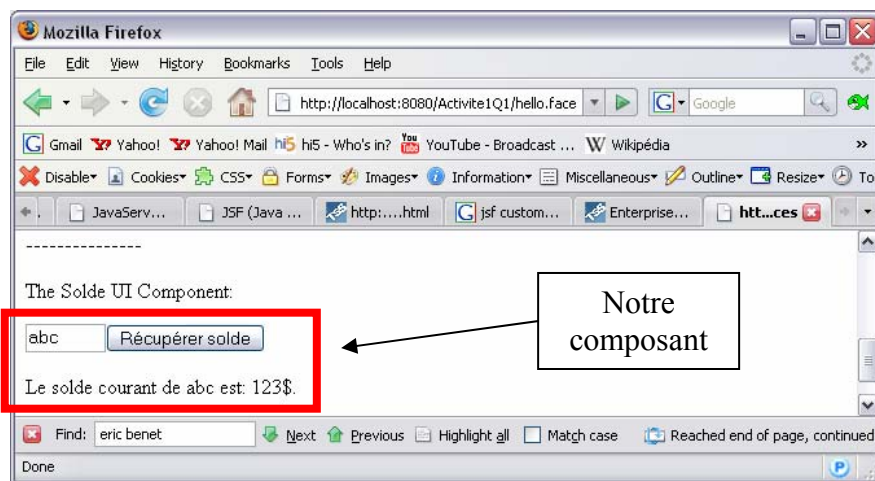 Mozilla Firefox
File Edit View History Bookmarks Tools Help
http://localhost:8080/Activite1Q1/hello.face G Google
G Gmail Y? Yahoo! Y? Yahoo! Mail hi5 hi5 - Who's in? You Tube YouTube - Broadcast ... W Wikipédia »
Disable Cookies CSS Forms Images Information Miscellaneous Outline Resize To
JavaServ... JSF (Java ... http:....html G jsf custom... Enterprise... htt...ces
---------------
The Solde UI Component:
abc Récupérer solde
Le solde courant de abc est: 123$.
Notre
composant
Find: eric benet Next Previous Highlight all Match case Reached end of page, continued
Done